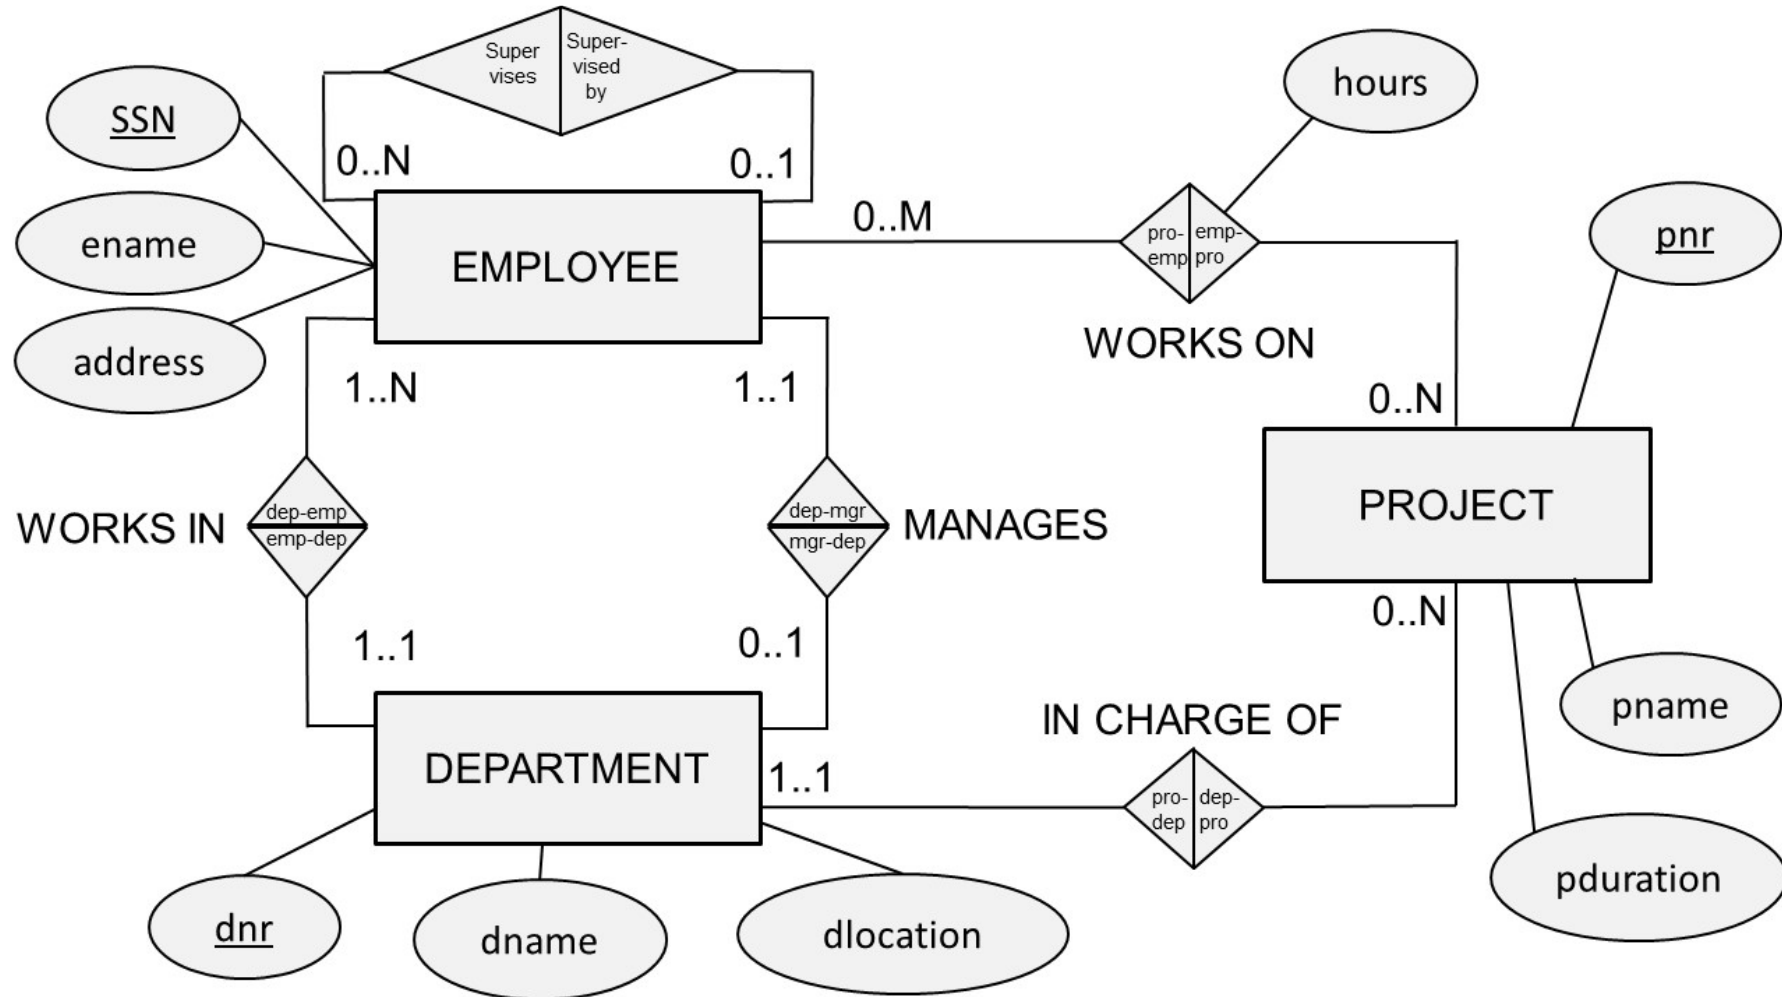 Super
vises
Super-
vised
by
hours
SSN
0..N
0..1
0..M
pro-
emp
emp-
pro
pnr
ename
EMPLOYEE
WORKS ON
address
1..N
1..1
0..N
WORKS IN
dep-emp
emp-dep
dep-mgr
mgr-dep
MANAGES
PROJECT
1..1
0..1
0..N
pname
IN CHARGE OF
DEPARTMENT
1..1
pro-
dep
dep-
pro
pduration
dnr
dname
dlocation